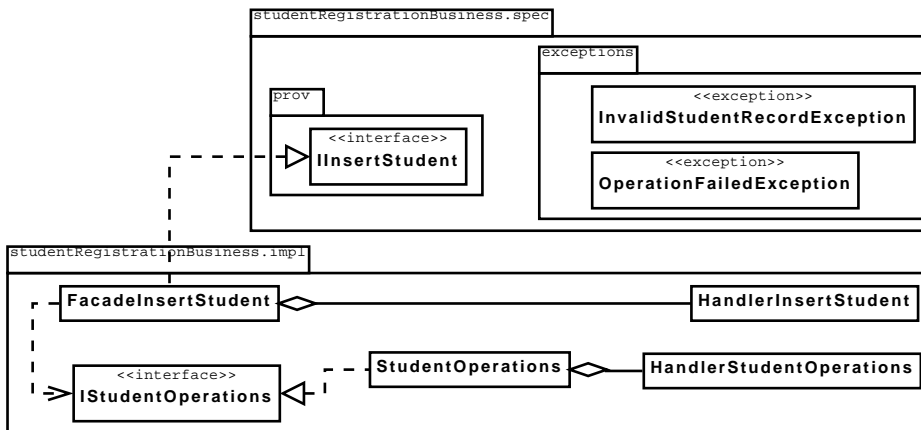 studentRegistrationBusiness.spec
exceptions
<<exception>>
InvalidStudentRecordException
prov
<<interface>>
IInsertStudent
<<exception>>
OperationFailedException
studentRegistrationBusiness.impl
FacadeInsertStudent
HandlerInsertStudent
<<interface>>
IStudentOperations
StudentOperations
HandlerStudentOperations